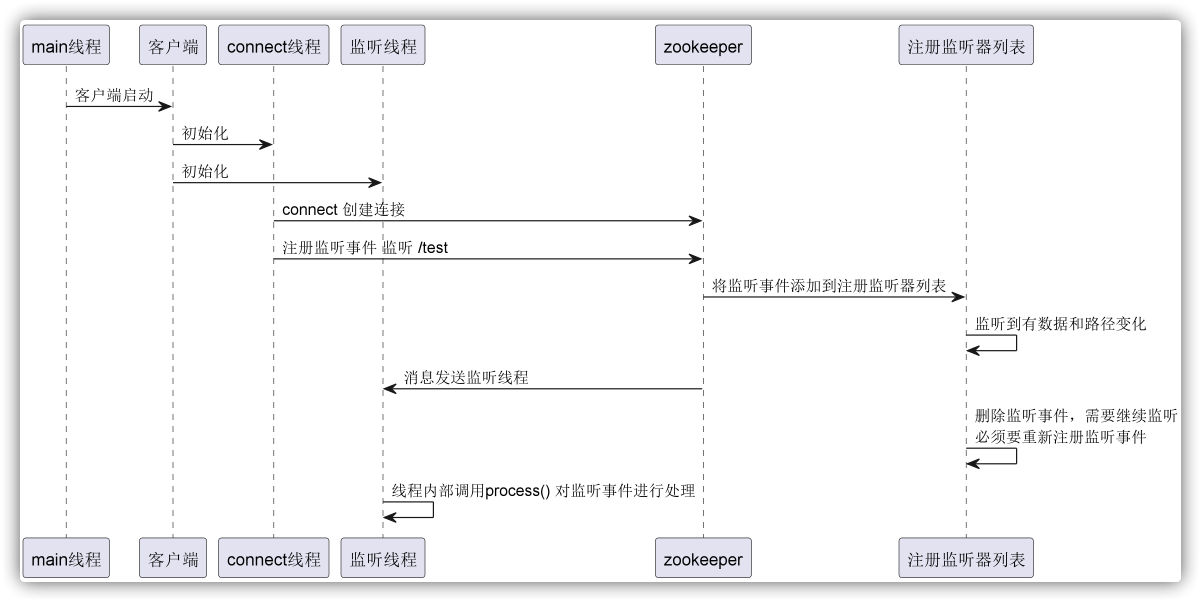 main线程
客户端
connect线程
监听线程
zookeeper
注册监听器列表
客户端启动
初始化
初始化
connect 创建连接
注册监听事件 监听 /test
将监听事件添加到注册监听器列表
监听到有数据和路径变化
消息发送监听线程
删除监听事件，需要继续监听
必须要重新注册监听事件
线程内部调用process() 对监听事件进行处理
main线程
客户端
connect线程
监听线程
zookeeper
注册监听器列表